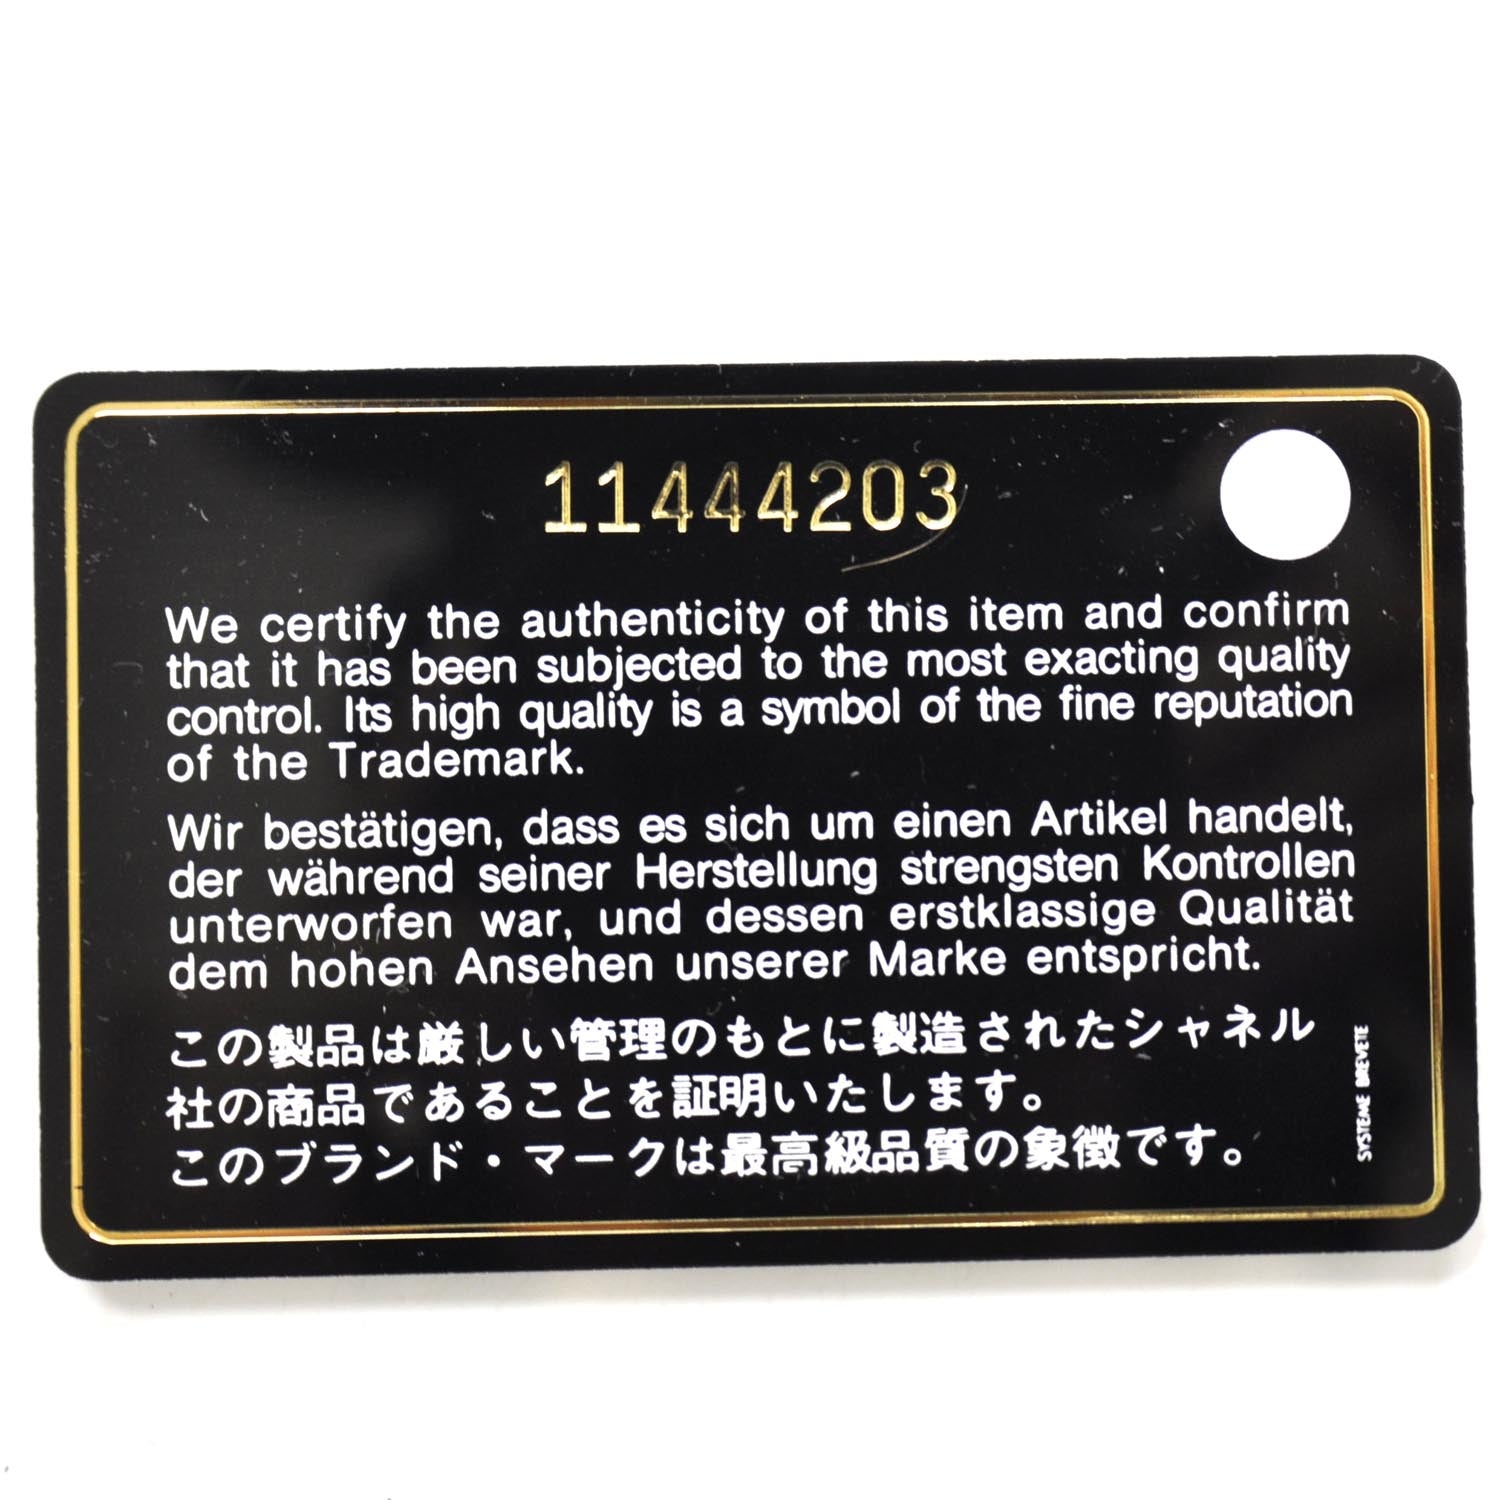 11444203
We certify the authenticity of this item and confirm
that it has been subjected to the most exacting quality
control. Its high quality is a symbol of the fine reputation
of the Trademark.
Wir bestätigen, dass es sich um einen Artikel handelt,
der während seiner Herstellung strengsten Kontrollen
unterworfen war, und dessen erstklassige Qualität
dem hohen Ansehen unserer Marke entspricht.
この製品は厳しい管理のもとに製造されたシャネル
社の商品であることを証明いたします。
このブランド・マークは最高級品質の象徴です。
SYSTEME BREVETE